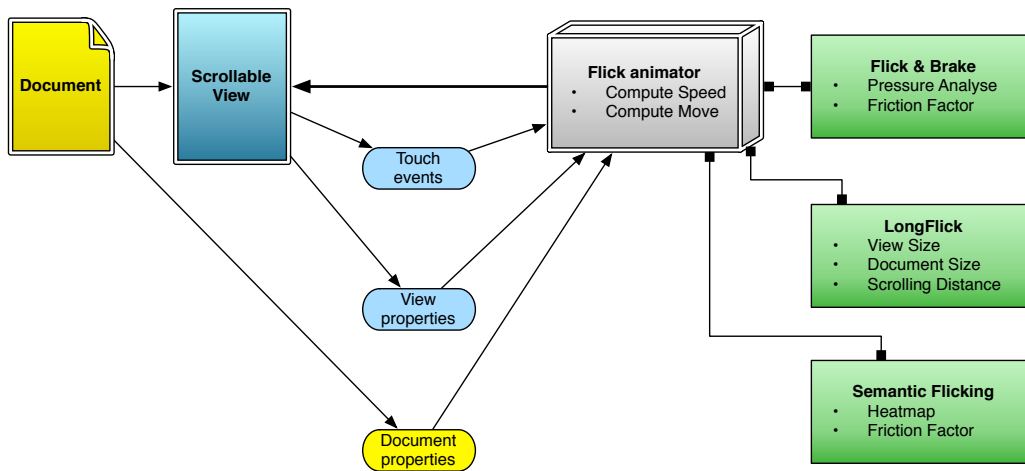 Document
Scrollable
View
Flick animator
• Compute Speed
• Compute Move
Flick & Brake
• Pressure Analyse
• Friction Factor
Touch
events
LongFlick
• View Size
• Document Size
• Scrolling Distance
View
properties
Semantic Flicking
• Heatmap
• Friction Factor
Document
properties